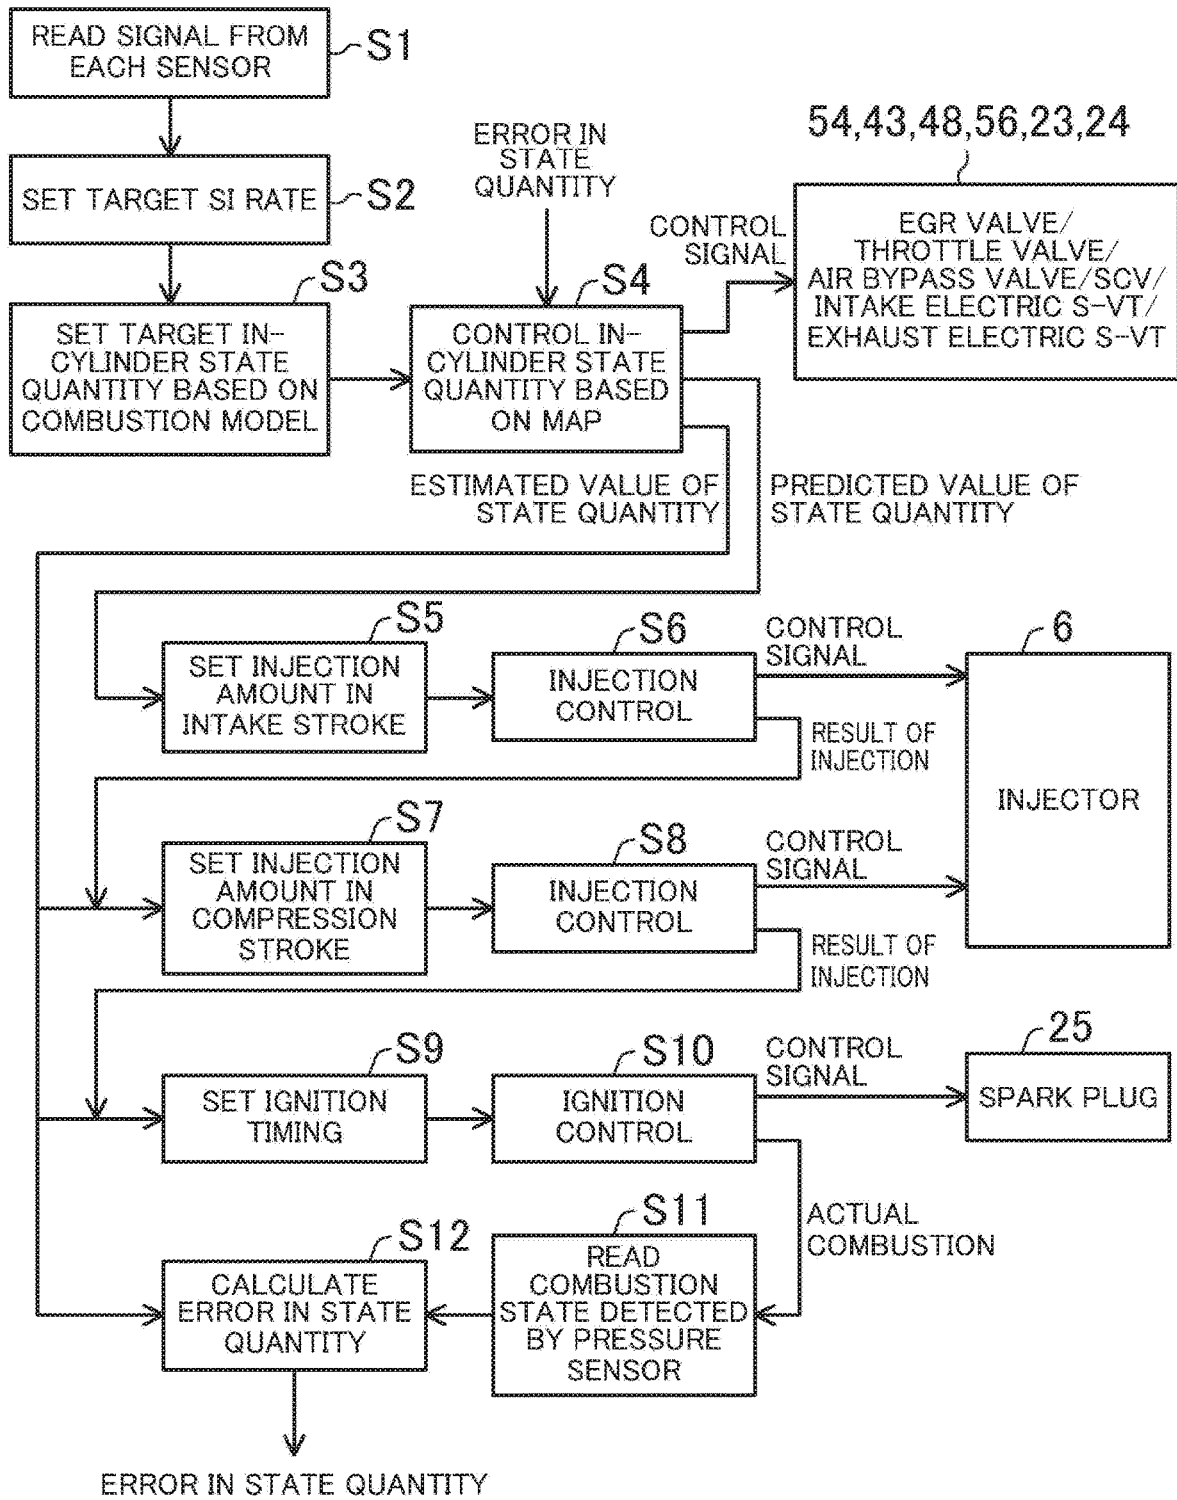 READ SIGNAL FROM
EACH SENSOR
S1
SET TARGET SI RATE
S2
SET TARGET IN-
CYLINDER STATE
QUANTITY BASED ON
COMBUSTION MODEL
S3
ERROR IN
STATE
QUANTITY
CONTROL IN-
CYLINDER STATE
QUANTITY BASED
ON MAP
S4
CONTROL
SIGNAL
54,43,48,56,23,24
EGR VALVE/
THROTTLE VALVE/
AIR BYPASS VALVE/SCV/
INTAKE ELECTRIC S-VT/
EXHAUST ELECTRIC S-VT
ESTIMATED VALUE OF
STATE QUANTITY
PREDICTED VALUE OF
STATE QUANTITY
S5
SET INJECTION
AMOUNT IN
INTAKE STROKE
S6
INJECTION
CONTROL
CONTROL
SIGNAL
RESULT OF
INJECTION
6
INJECTOR
S7
SET INJECTION
AMOUNT IN
COMPRESSION
STROKE
S8
INJECTION
CONTROL
CONTROL
SIGNAL
RESULT OF
INJECTION
S9
SET IGNITION
TIMING
S10
IGNITION
CONTROL
CONTROL
SIGNAL
25
SPARK PLUG
ACTUAL
COMBUSTION
S11
READ
COMBUSTION
STATE DETECTED
BY PRESSURE
SENSOR
S12
CALCULATE
ERROR IN STATE
QUANTITY
ERROR IN STATE QUANTITY